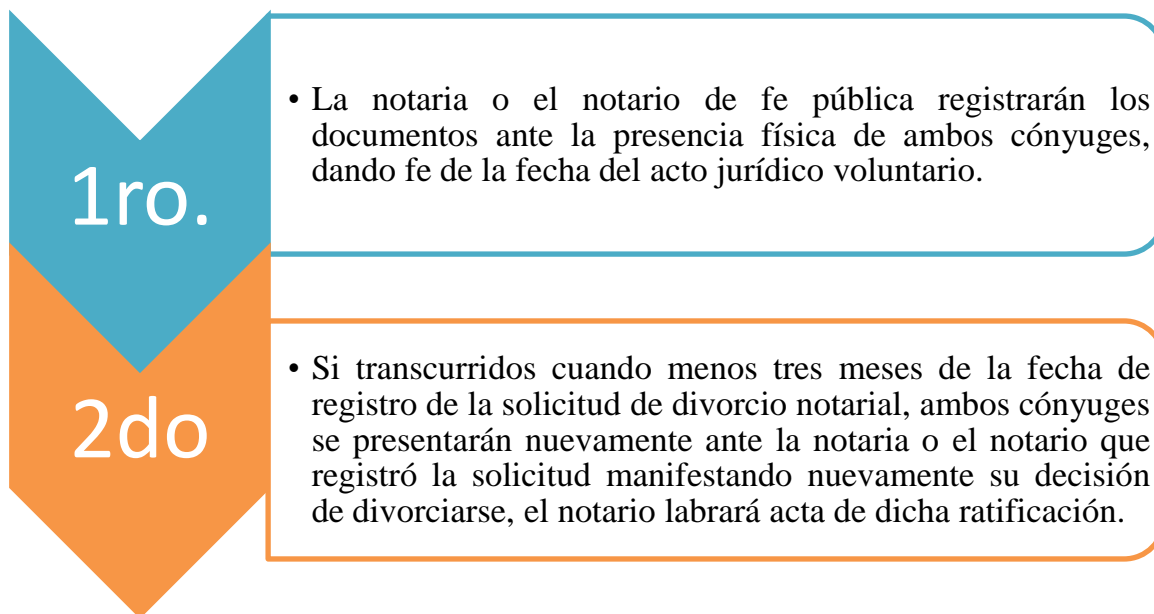 1ro.
• La notaria o el notario de fe pública registrarán los
documentos ante la presencia física de ambos cónyuges,
dando fe de la fecha del acto jurídico voluntario.
2do
• Si transcurridos cuando menos tres meses de la fecha de
registro de la solicitud de divorcio notarial, ambos cónyuges
se presentarán nuevamente ante la notaria o el notario que
registró la solicitud manifestando nuevamente su decisión
de divorciarse, el notario labrará acta de dicha ratificación.